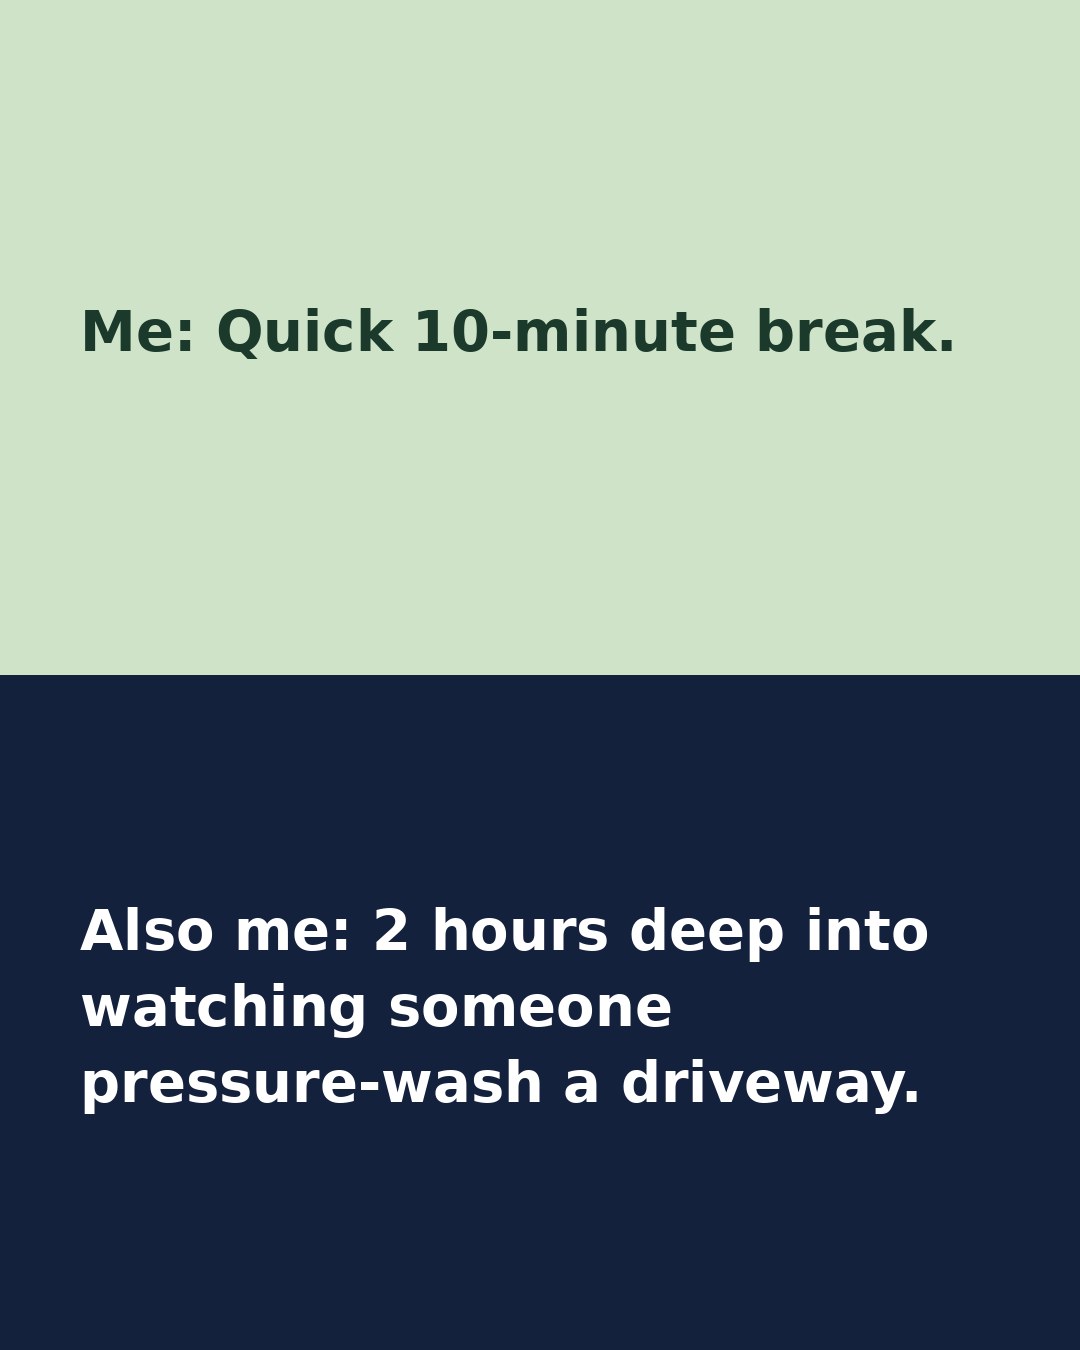 Me: Quick 10-minute break.
Also me: 2 hours deep into
watching someone
pressure-wash a driveway.